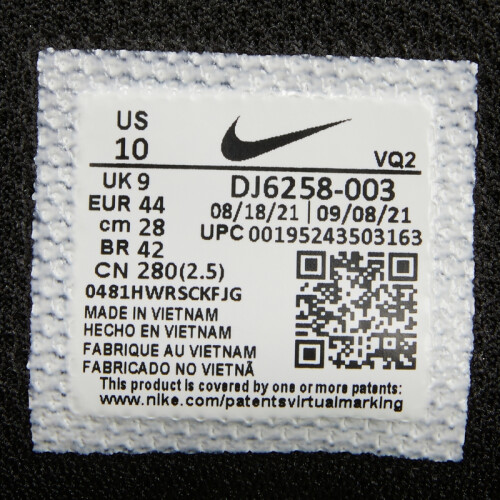 US
10
VQ2
UK 9
EUR 44
cm 28
BR 42
CN 280(2.5)
DJ6258-003
08/18/21 | 09/08/21
UPC 00195243503163
0481HWRSCKFJG
MADE IN VIETNAM
HECHO EN VIETNAM
FABRIQUE AU VIETNAM
FABRICADO NO VIETNÃ
This product is covered by one or more patents:
www.nike.com/patentsvirtualmarking